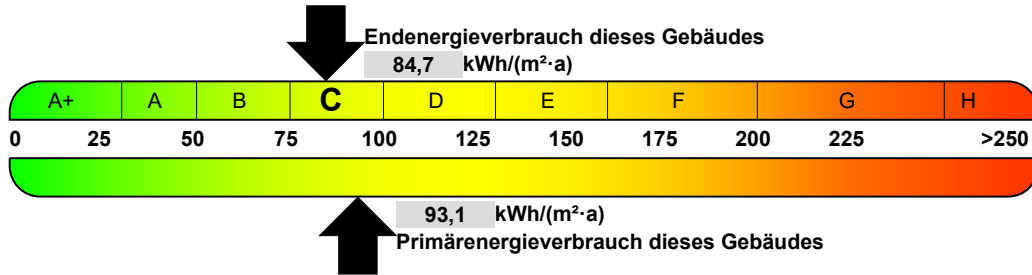 Endenergieverbrauch dieses Gebäudes
84,7 kWh/(m²·a)
A+ A B C D E F G H
0 25 50 75 100 125 150 175 200 225 >250
93,1 kWh/(m²·a)
Primärenergieverbrauch dieses Gebäudes